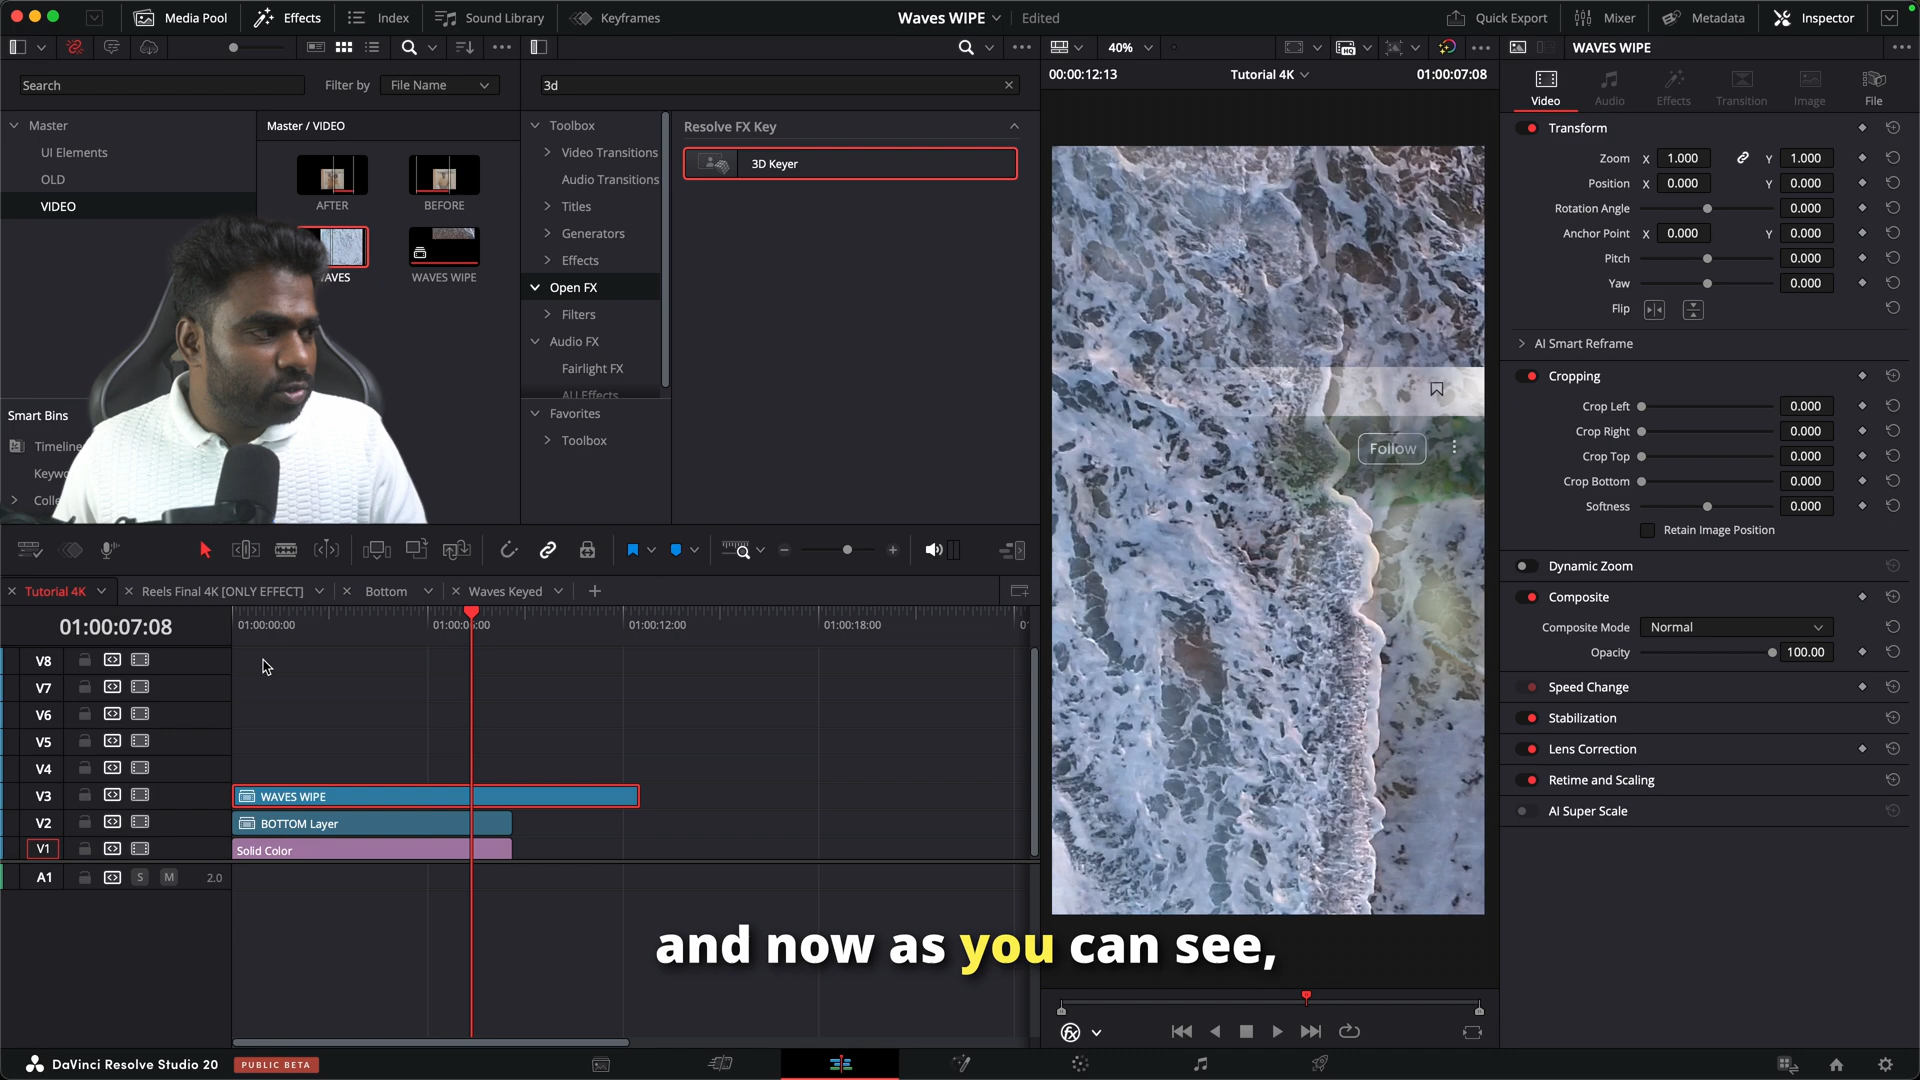 Media Pool
Effects
Index
Sound Library
Keyframes
Waves WIPE
Edited
Quick Export
Mixer
Metadata
Inspector
40%
WAVES WIPE
Search
Filter by
File Name
3d
00:00:12:13
Tutorial 4K
01:00:07:08
Video
Audio
Effects
Transition
Image
File
Master
UI Elements
OLD
VIDEO
Master / VIDEO
AFTER
BEFORE
AVES
WAVES WIPE
Smart Bins
Timeline
Keywo
Colle
Toolbox
Video Transitions
Audio Transitions
Titles
Generators
Effects
Open FX
Filters
Audio FX
Fairlight FX
AU Effects
Favorites
Toolbox
Resolve FX Key
3D Keyer
Follow
Transform
Zoom X 1.000 Y 1.000
Position X 0.000 Y 0.000
Rotation Angle 0.000
Anchor Point X 0.000 Y 0.000
Pitch 0.000
Yaw 0.000
Flip
AI Smart Reframe
Cropping
Crop Left 0.000
Crop Right 0.000
Crop Top 0.000
Crop Bottom 0.000
Softness 0.000
Retain Image Position
Dynamic Zoom
Composite
Composite Mode Normal
Opacity 100.00
Speed Change
Stabilization
Lens Correction
Retime and Scaling
AI Super Scale
Tutorial 4K
Reels Final 4K [ONLY EFFECT]
Bottom
Waves Keyed
01:00:07:08
01:00:00:00
01:00:12:00
01:00:18:00
V8
V7
V6
V5
V4
V3
WAVES WIPE
V2
BOTTOM Layer
V1
Solid Color
A1
S
M
2.0
and now as you can see,
DaVinci Resolve Studio 20
PUBLIC BETA